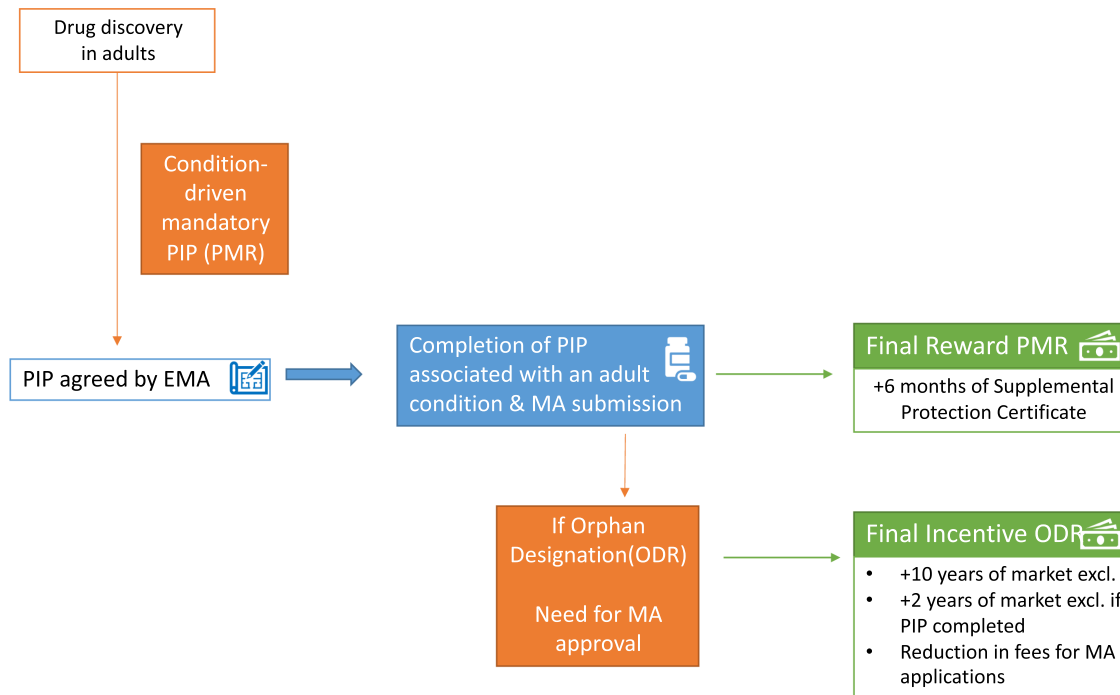 Drug discovery
in adults
Condition-
driven
mandatory
PIP (PMR)
PIP agreed by EMA
Completion of PIP
associated with an adult
condition & MA submission
Final Reward PMR
+6 months of Supplemental
Protection Certificate
If Orphan
Designation(ODR)
Need for MA
approval
Final Incentive ODR
• +10 years of market excl.
• +2 years of market excl. if
PIP completed
• Reduction in fees for MA
applications